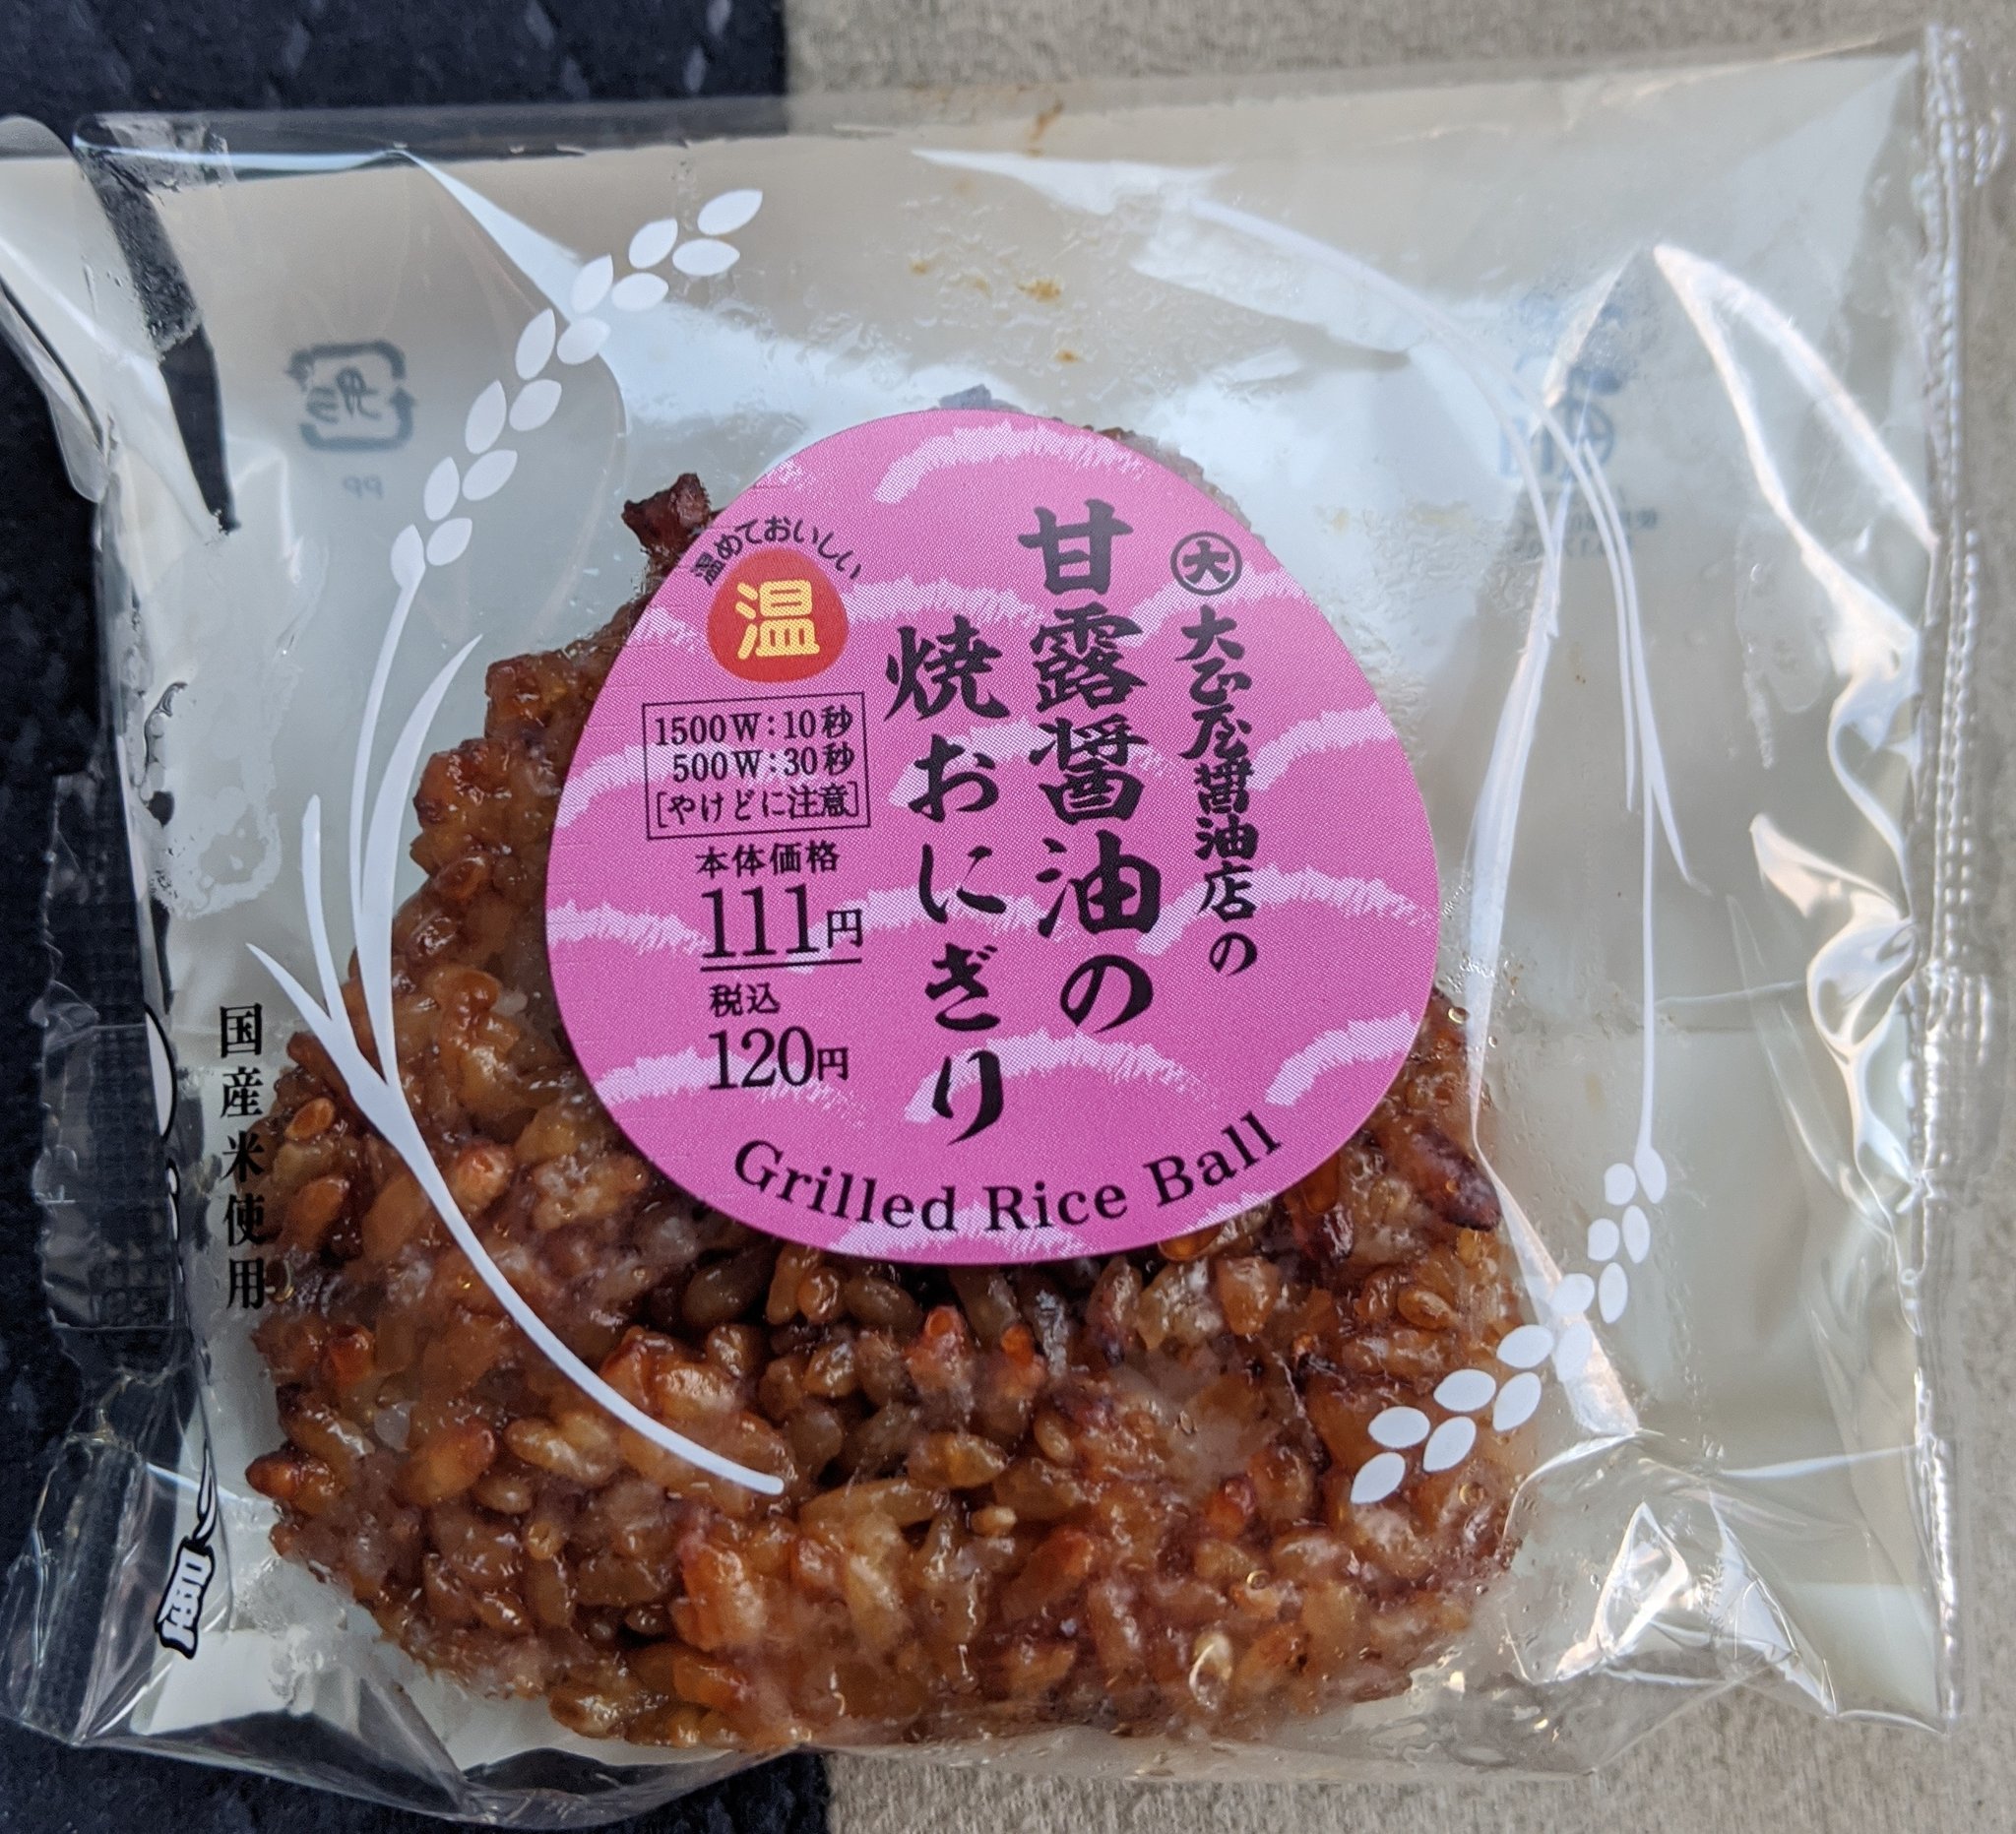 大
大口屋醤油店の
甘露醤油の
焼おにぎり
温めておいしい
温
1500W:10秒
500W:30秒
[やけどに注意]
本体価格
111円
税込
120円
Grilled Rice Ball
国産米使用
PP